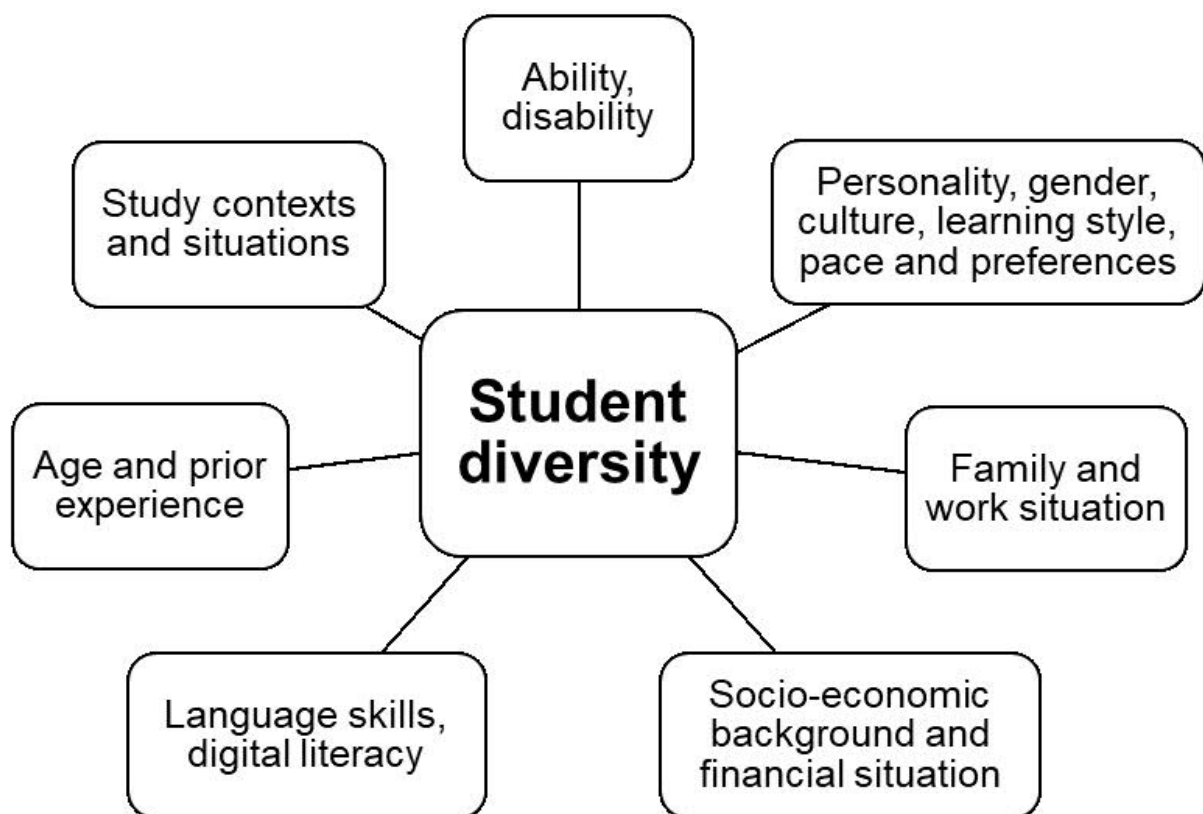 Ability,
disability
Study contexts
and situations
Personality, gender,
culture, learning style,
pace and preferences
Student
diversity
Age and prior
experience
Family and
work situation
Language skills,
digital literacy
Socio-economic
background and
financial situation